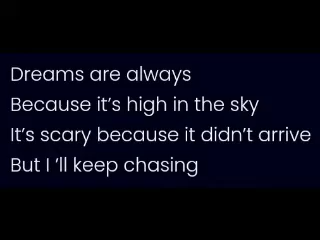 Dreams are always
Because it’s high in the sky
It’s scary because it didn’t arrive
But I ’ll keep chasing